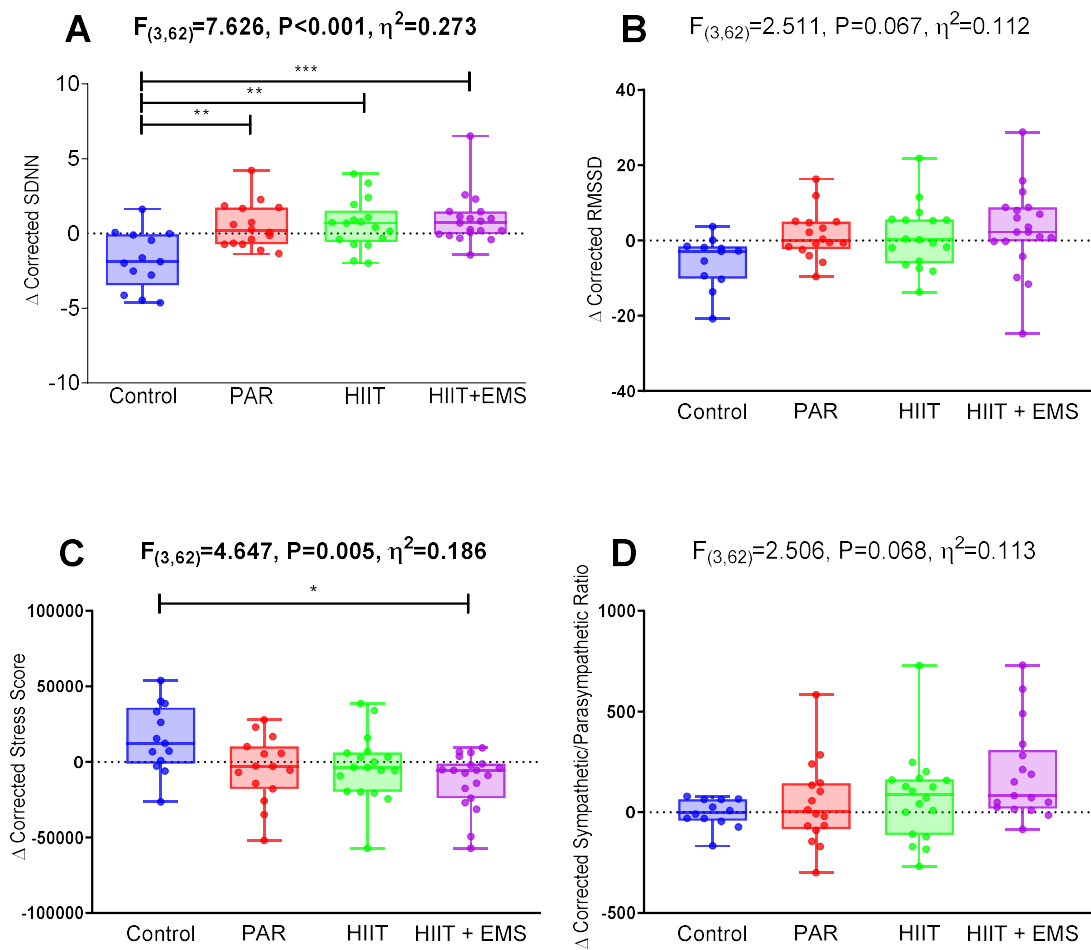 A
F(3,62)=7.626, P<0.001, η²=0.273
***
**
**
Δ Corrected SDNN
10
5
0
-5
-10
Control PAR HIIT HIIT+EMS
B
F(3,62)=2.511, P=0.067, η²=0.112
Δ Corrected RMSSD
40
20
0
-20
-40
Control PAR HIIT HIIT + EMS
C
F(3,62)=4.647, P=0.005, η²=0.186
*
Δ Corrected Stress Score
100000
50000
0
-50000
-100000
Control PAR HIIT HIIT + EMS
D
F(3,62)=2.506, P=0.068, η²=0.113
Δ Corrected Sympathetic/Parasympathetic Ratio
1000
500
0
-500
Control PAR HIIT HIIT + EMS